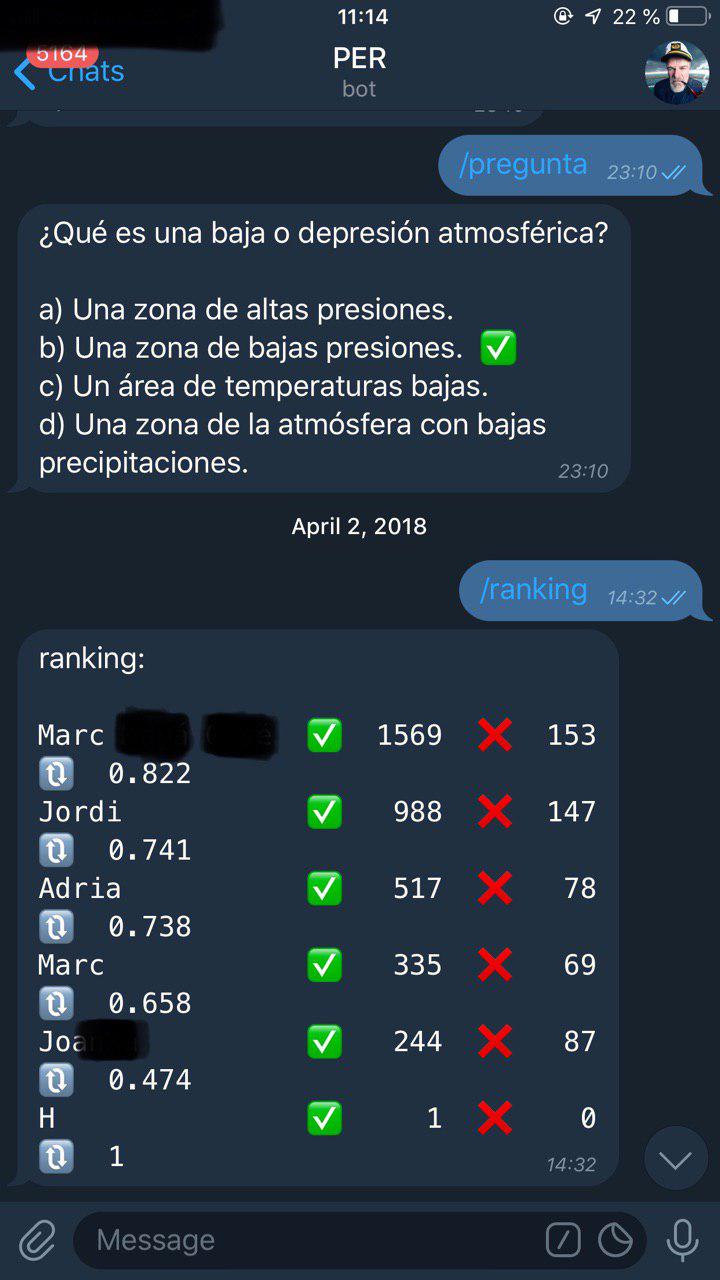 11:14
22 %
5164
Chats
PER
bot
/pregunta 23:10
¿Qué es una baja o depresión atmosférica?
a) Una zona de altas presiones.
b) Una zona de bajas presiones. ✅
c) Un área de temperaturas bajas.
d) Una zona de la atmósfera con bajas
precipitaciones.
23:10
April 2, 2018
/ranking 14:32
ranking:
Marc ✅ 1569 ❌ 153
🔃 0.822
Jordi ✅ 988 ❌ 147
🔃 0.741
Adria ✅ 517 ❌ 78
🔃 0.738
Marc ✅ 335 ❌ 69
🔃 0.658
Joa ✅ 244 ❌ 87
🔃 0.474
H ✅ 1 ❌ 0
🔃 1
14:32
Message